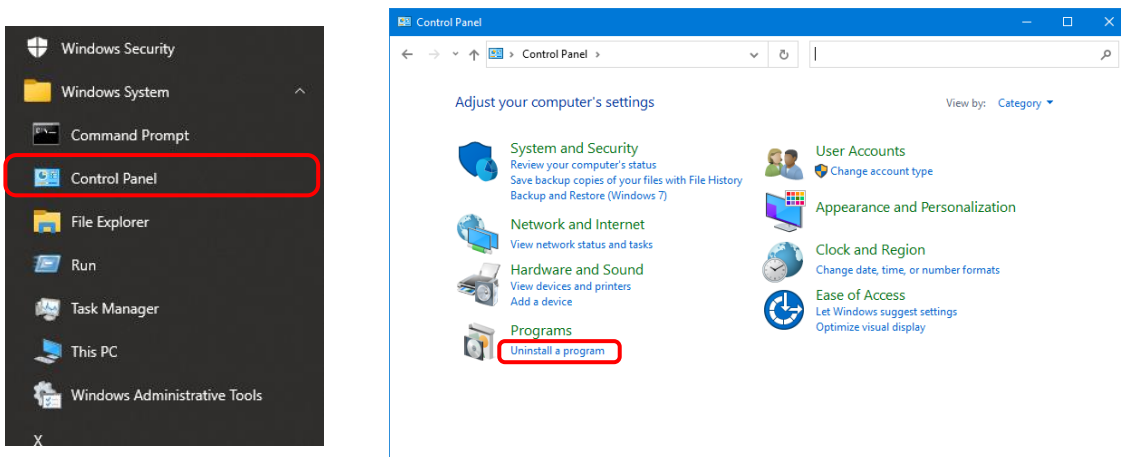 Windows Security
Windows System
Command Prompt
Control Panel
File Explorer
Run
Task Manager
This PC
Windows Administrative Tools
X
Control Panel
Control Panel
Adjust your computer's settings
View by: Category
System and Security
Review your computer's status
Save backup copies of your files with File History
Backup and Restore (Windows 7)
Network and Internet
View network status and tasks
Hardware and Sound
View devices and printers
Add a device
Programs
Uninstall a program
User Accounts
Change account type
Appearance and Personalization
Clock and Region
Change date, time, or number formats
Ease of Access
Let Windows suggest settings
Optimize visual display